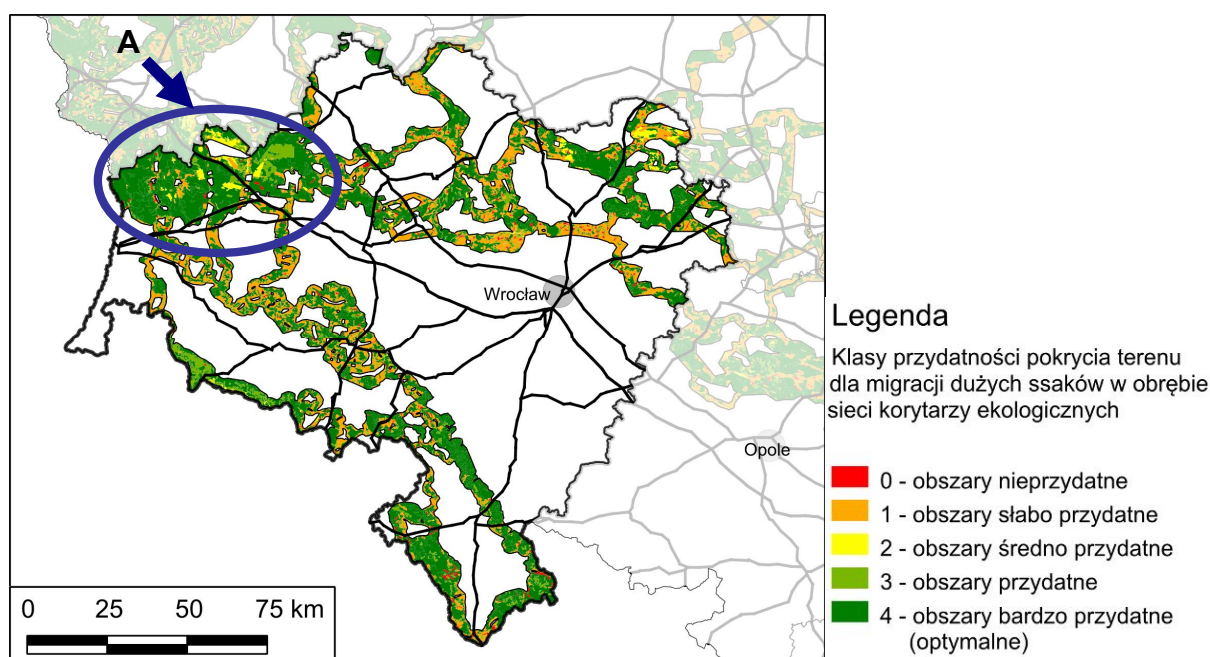 A
Wrocław
Opole
0 25 50 75 km
Legenda
Klasy przydatności pokrycia terenu
dla migracji dużych ssaków w obrębie
sieci korytarzy ekologicznych
0 - obszary nieprzydatne
1 - obszary słabo przydatne
2 - obszary średno przydatne
3 - obszary przydatne
4 - obszary bardzo przydatne
(optymalne)